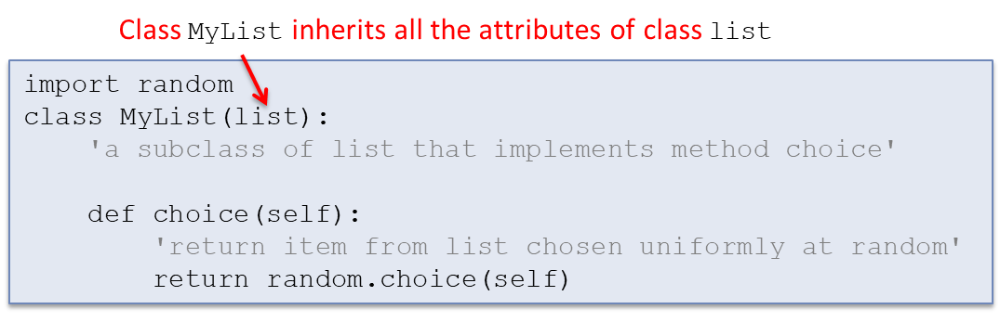 Class MyList inherits all the attributes of class list
import random
class MyList(list):
    'a subclass of list that implements method choice'
    def choice(self):
        'return item from list chosen uniformly at random'
        return random.choice(self)